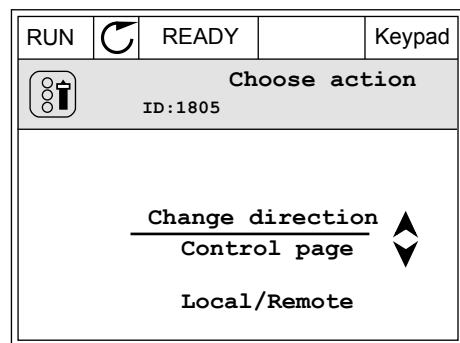 RUN READY Keypad
Choose action
ID:1805
Change direction
Control page
Local/Remote